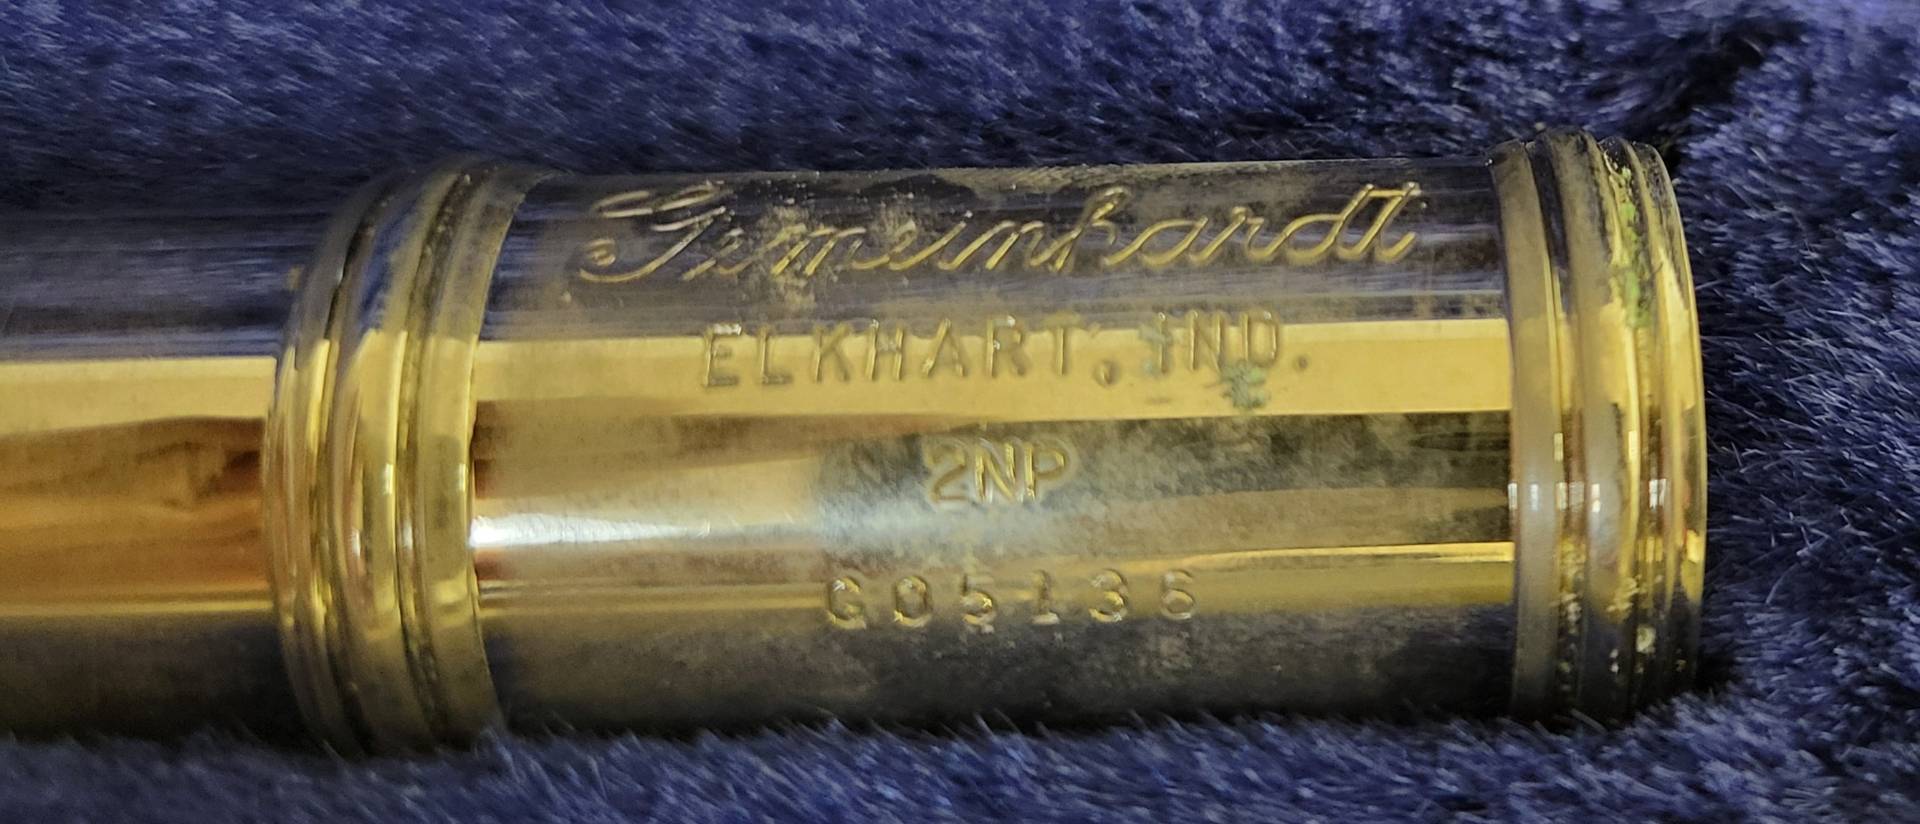 Gemeinhardt
ELKHART, IND.
2NP
G05136